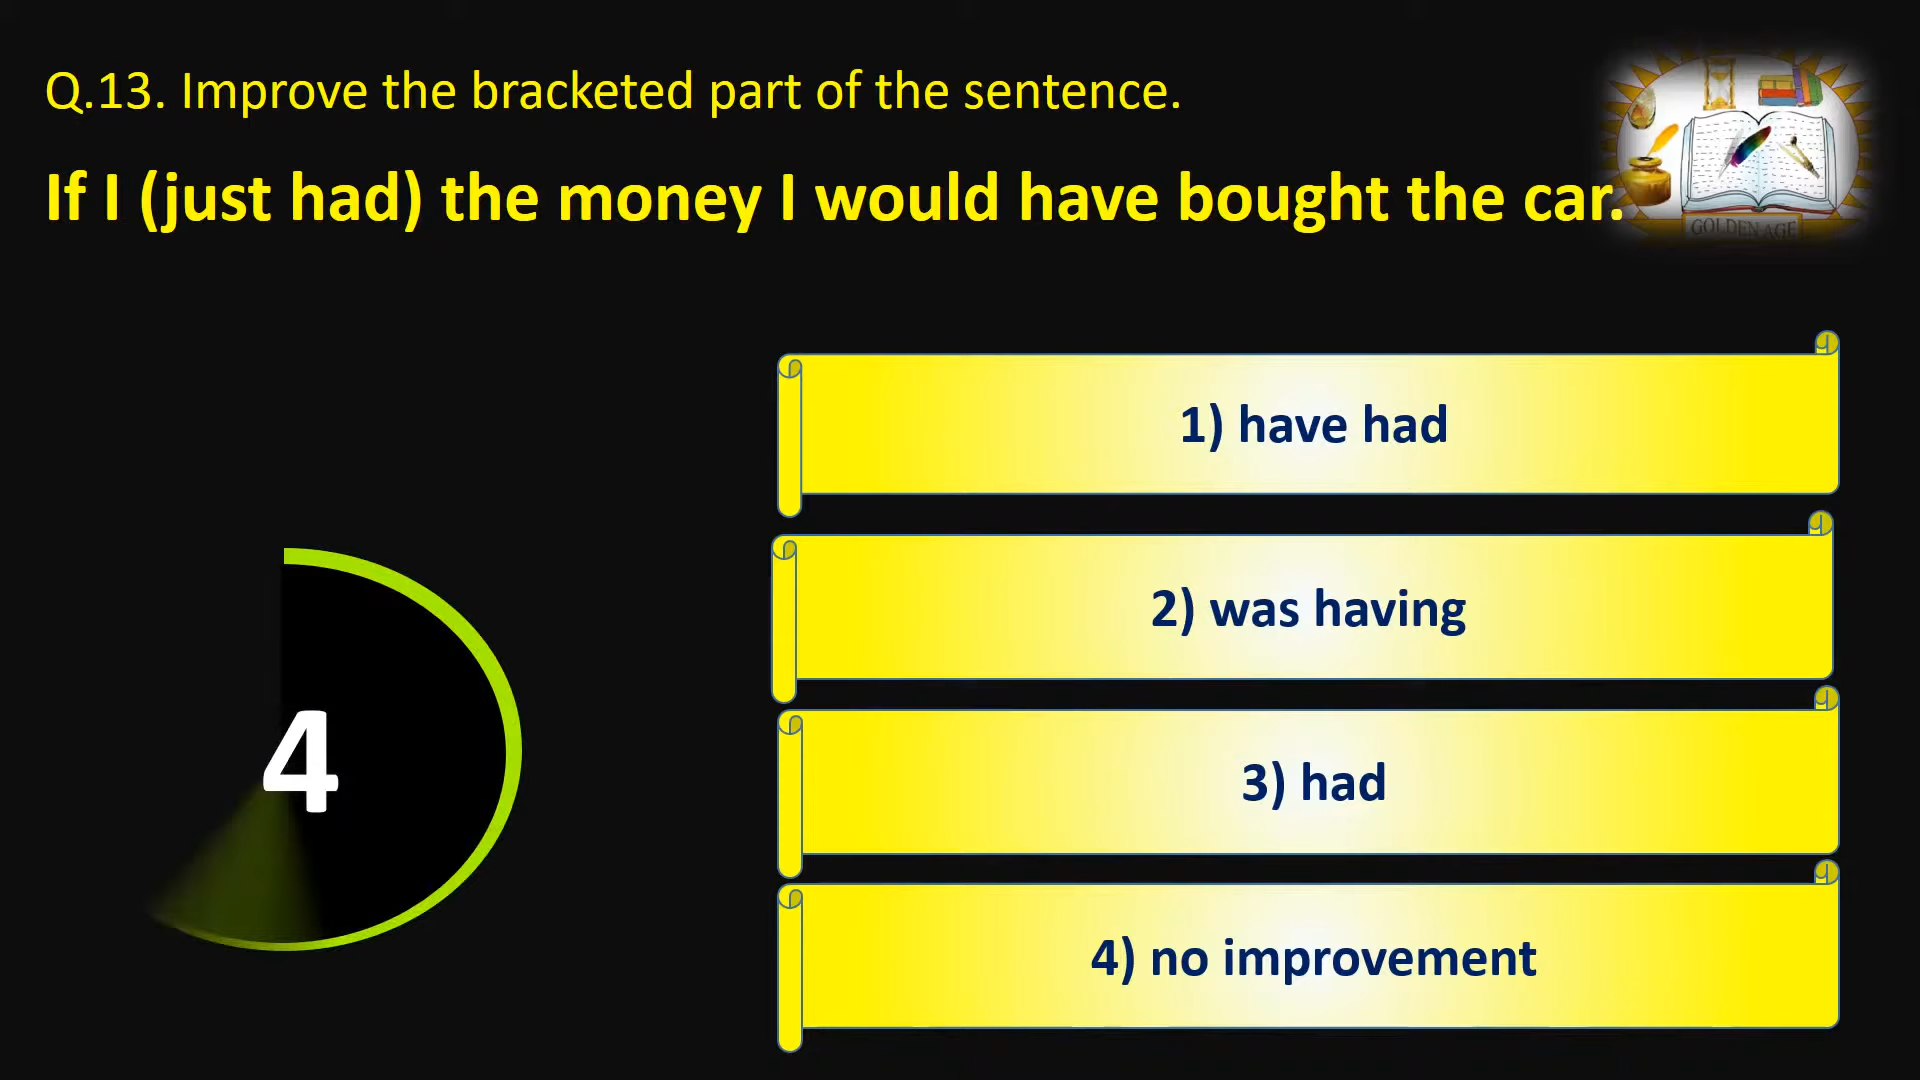 Q.13. Improve the bracketed part of the sentence.
If I (just had) the money I would have bought the car.
GOLDEN AGE
1) have had
2) was having
3) had
4) no improvement
4